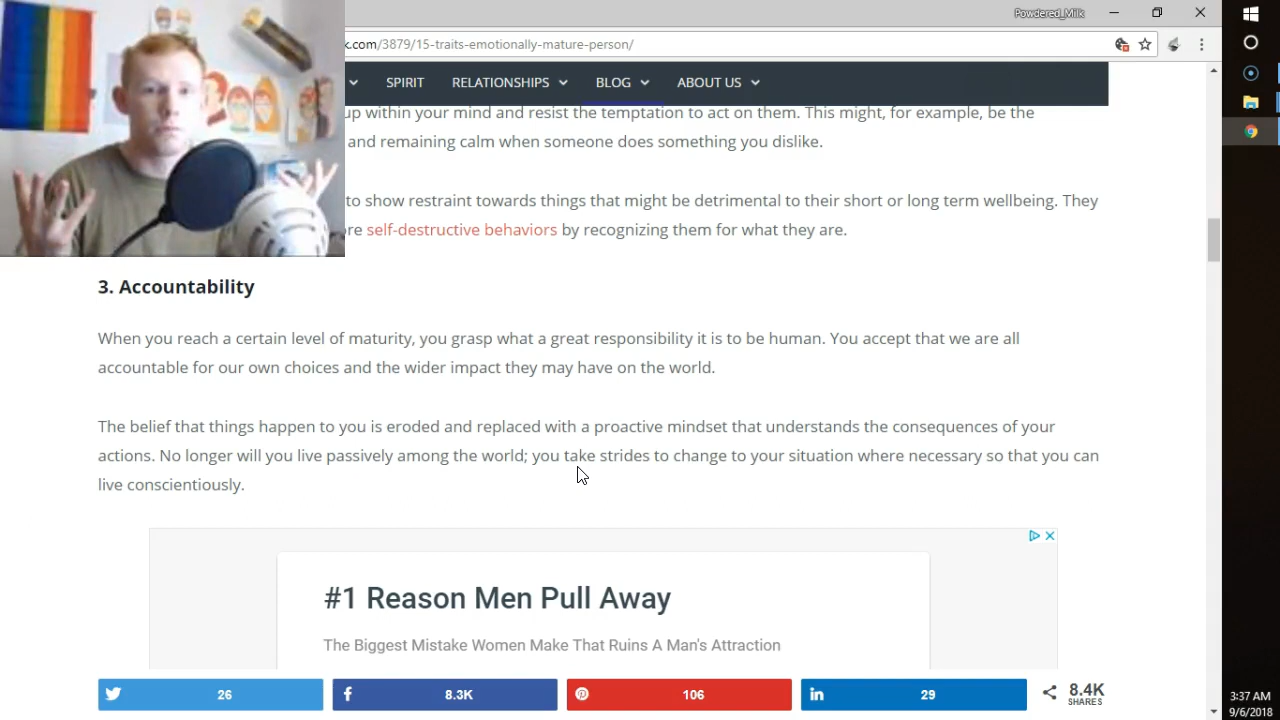 Powdered_Milk
k.com/3879/15-traits-emotionally-mature-person/
SPIRIT RELATIONSHIPS BLOG ABOUT US
up within your mind and resist the temptation to act on them. This might, for example, be the
and remaining calm when someone does something you dislike.
to show restraint towards things that might be detrimental to their short or long term wellbeing. They
ore self-destructive behaviors by recognizing them for what they are.
3. Accountability
When you reach a certain level of maturity, you grasp what a great responsibility it is to be human. You accept that we are all
accountable for our own choices and the wider impact they may have on the world.
The belief that things happen to you is eroded and replaced with a proactive mindset that understands the consequences of your
actions. No longer will you live passively among the world; you take strides to change to your situation where necessary so that you can
live conscientiously.
#1 Reason Men Pull Away
The Biggest Mistake Women Make That Ruins A Man's Attraction
26 8.3K 106 29 8.4K
SHARES
3:37 AM
9/6/2018